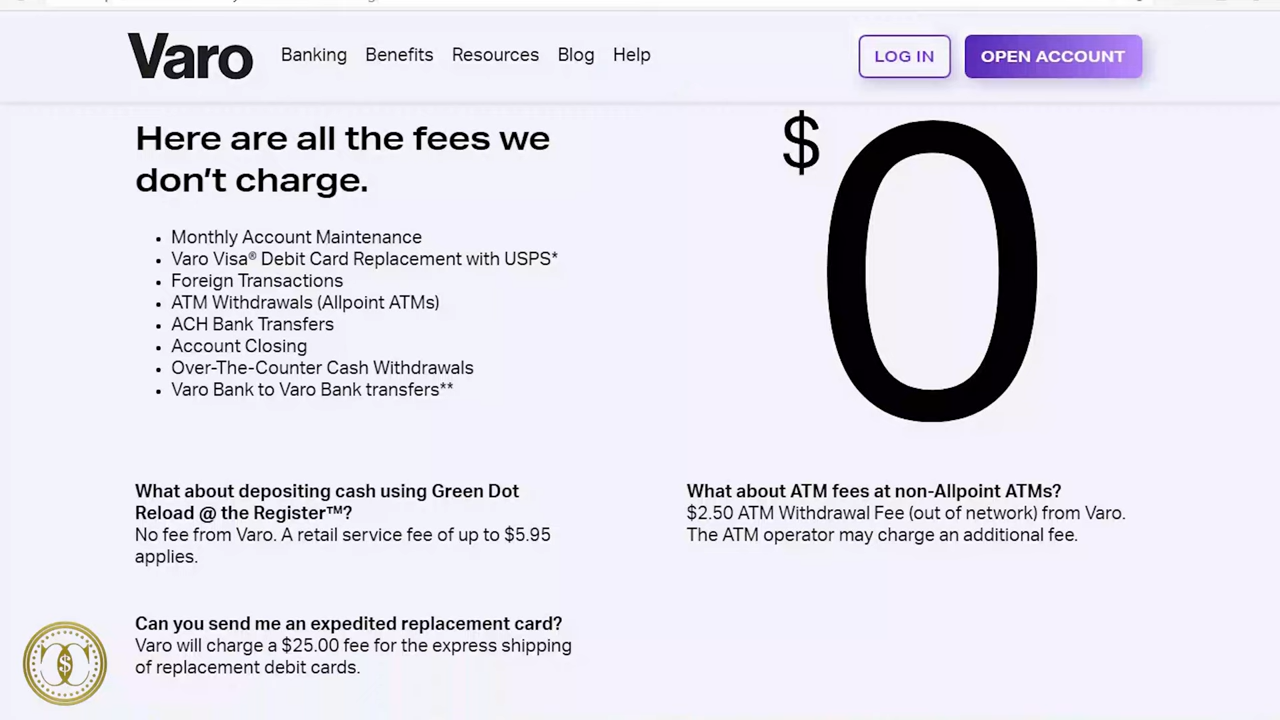 Varo
Banking
Benefits
Resources
Blog
Help
LOG IN
OPEN ACCOUNT
Here are all the fees we
don't charge.
• Monthly Account Maintenance
• Varo Visa® Debit Card Replacement with USPS*
• Foreign Transactions
• ATM Withdrawals (Allpoint ATMs)
• ACH Bank Transfers
• Account Closing
• Over-The-Counter Cash Withdrawals
• Varo Bank to Varo Bank transfers**
$0
What about depositing cash using Green Dot
Reload @ the Register™?
No fee from Varo. A retail service fee of up to $5.95
applies.
What about ATM fees at non-Allpoint ATMs?
$2.50 ATM Withdrawal Fee (out of network) from Varo.
The ATM operator may charge an additional fee.
Can you send me an expedited replacement card?
Varo will charge a $25.00 fee for the express shipping
of replacement debit cards.